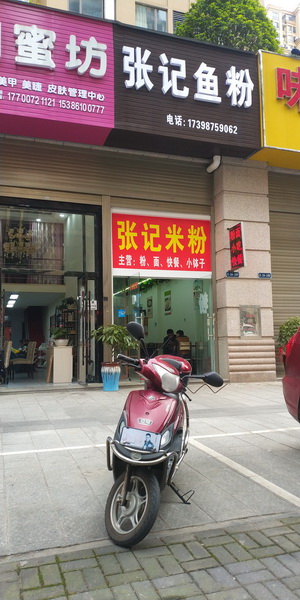 蜜坊
美甲 美睫 皮肤管理中心
17700721121 15386100777
张记鱼粉
电话：17398759062
张记米粉
主营：粉、面、快餐、小钵子